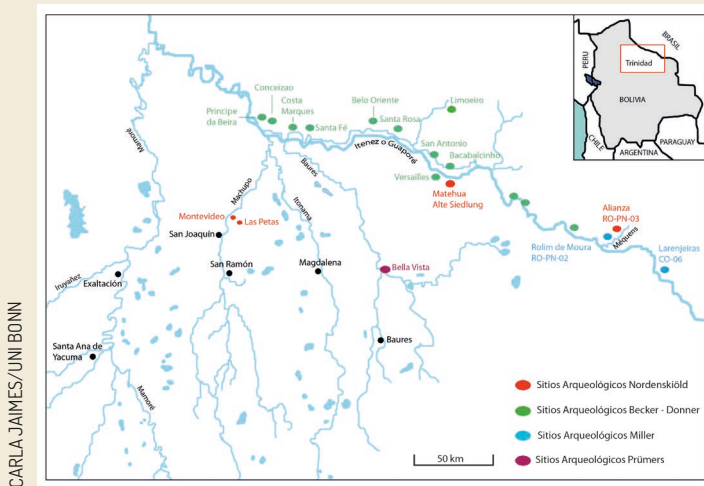 CARLA JAIMES/UNI BONN
Conceizao
Costa
Marques
Principe
da Beira
Santa Fé
Belo Oriente
Santa Rosa
Limoeiro
San Antonio
Bacabalcinho
Versailles
Matehua
Alte Siedlung
Itenez o Guaporé
Mamoré
Machupo
Baures
Itonama
Montevideo
Las Petas
San Joaquín
San Ramón
Magdalena
Bella Vista
Baures
Iruyañez
Exaltación
Santa Ana de
Yacuma
Mamoré
Alianza
RO-PN-03
Méquens
Rolim de Moura
RO-PN-02
Larenjeiras
CO-06
BRASIL
PERU
Trinidad
BOLIVIA
PARAGUAY
CHILE
ARGENTINA
Sitios Arqueológicos Nordenskiöld
Sitios Arqueológicos Becker - Donner
Sitios Arqueológicos Miller
Sitios Arqueológicos Prümers
50 km